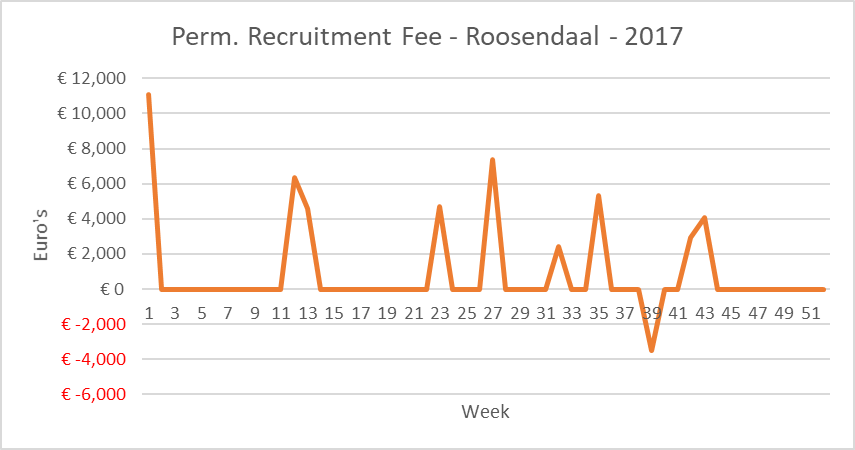 Perm. Recruitment Fee - Roosendaal - 2017
€ 12,000
€ 10,000
€ 8,000
€ 6,000
€ 4,000
€ 2,000
€ 0
€ -2,000
€ -4,000
€ -6,000
Euro's
1 3 5 7 9 11 13 15 17 19 21 23 25 27 29 31 33 35 37 39 41 43 45 47 49 51
Week